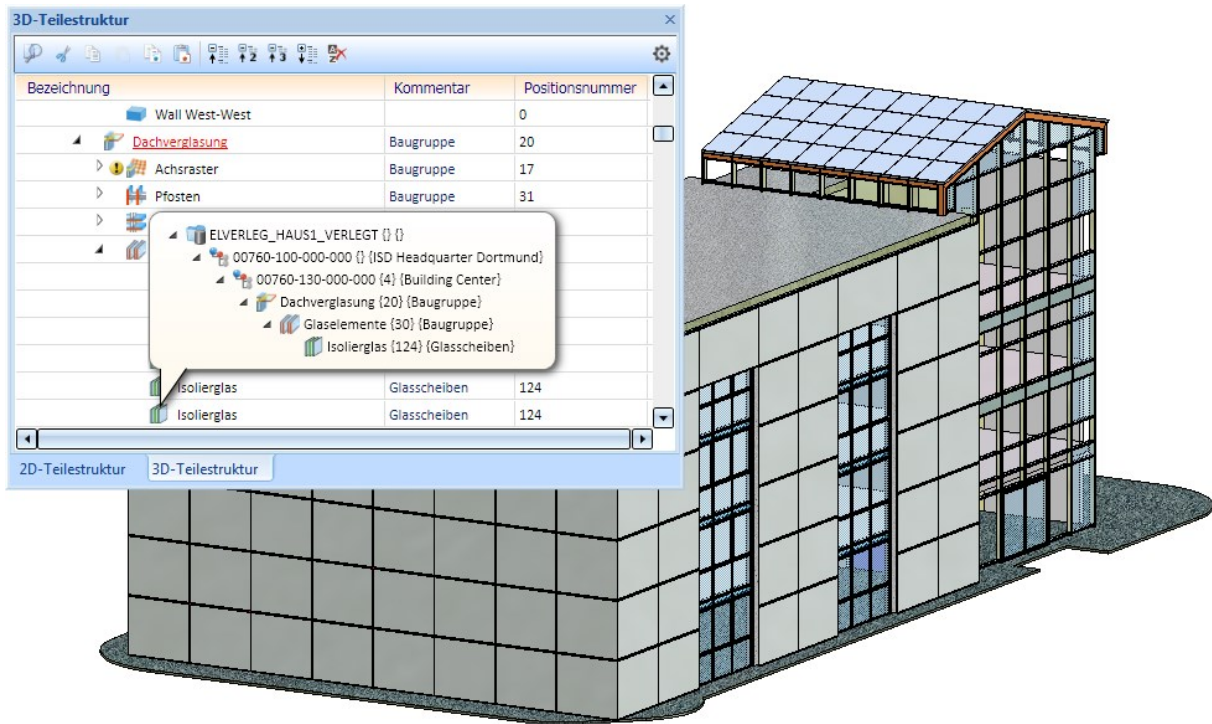 3D-Teilestruktur
Bezeichnung Kommentar Positionsnummer
Wall West-West 0
Dachverglasung Baugruppe 20
Achsraster Baugruppe 17
Pfosten Baugruppe 31
ELVERLEG_HAUS1_VERLEGT {} {}
00760-100-000-000 {} {ISD Headquarter Dortmund}
00760-130-000-000 {4} {Building Center}
Dachverglasung {20} {Baugruppe}
Glaselemente {30} {Baugruppe}
Isolierglas {124} {Glasscheiben}
Isolierglas Glasscheiben 124
Isolierglas Glasscheiben 124
2D-Teilestruktur 3D-Teilestruktur